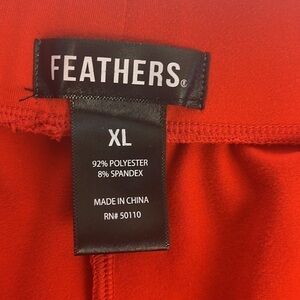 FEATHERS®
XL
92% POLYESTER
8% SPANDEX
MADE IN CHINA
RN# 50110